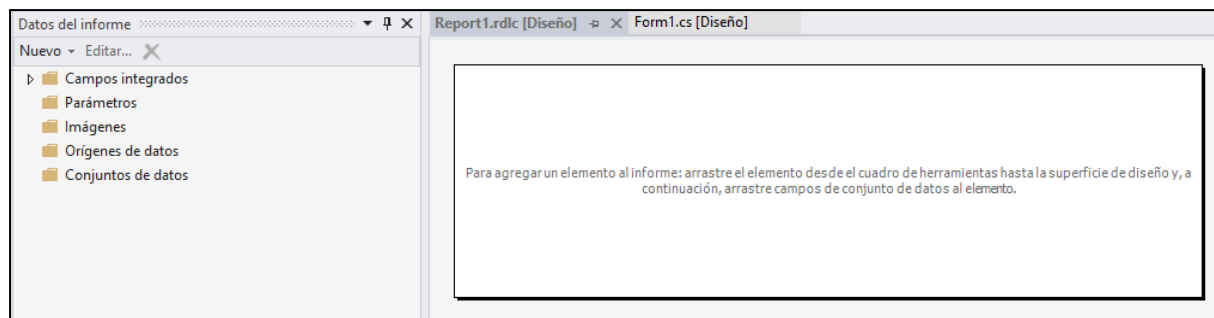 Datos del informe
Nuevo Editar...
Campos integrados
Parámetros
Imágenes
Orígenes de datos
Conjuntos de datos
Report1.rdlc [Diseño] Form1.cs [Diseño]
Para agregar un elemento al informe: arrastre el elemento desde el cuadro de herramientas hasta la superficie de diseño y, a
continuación, arrastre campos de conjunto de datos al elemento.